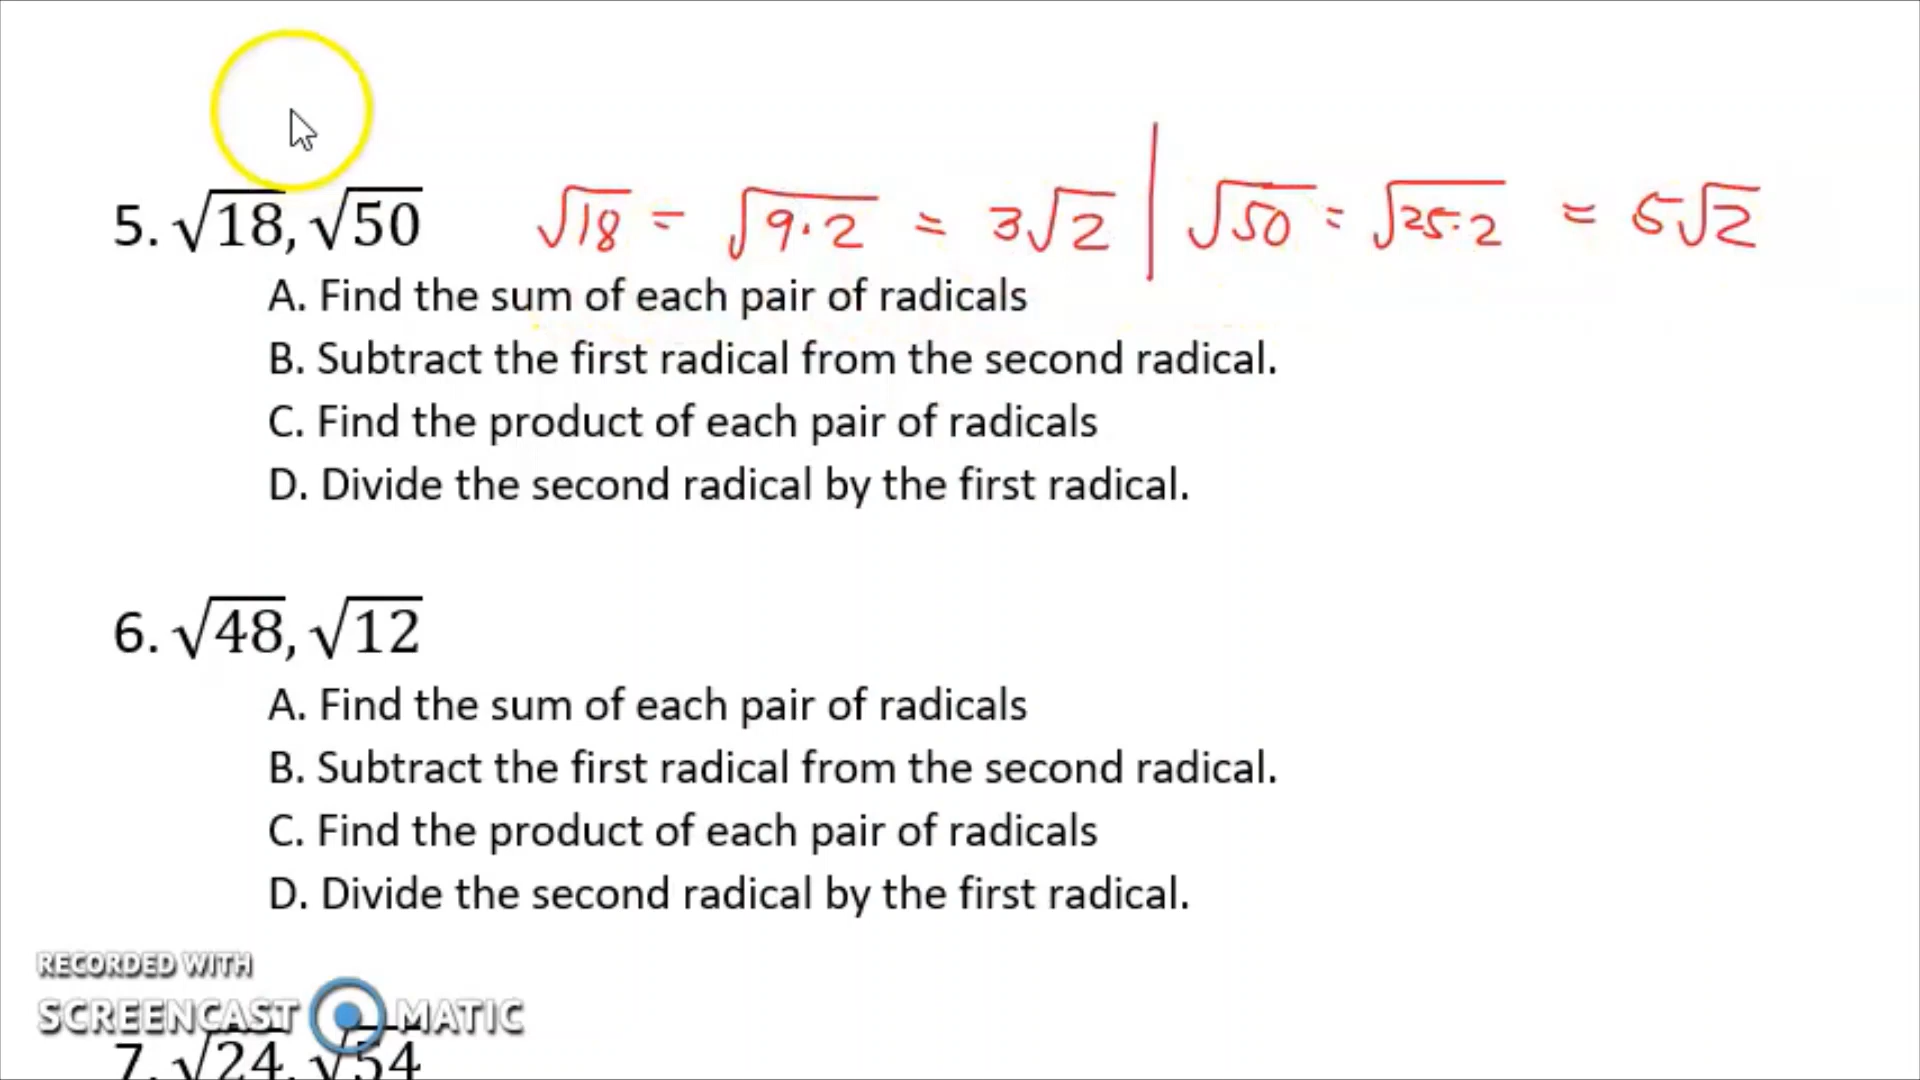 5. √18, √50 √18 = √9·2 = 3√2 | √50 = √25·2 = 5√2
A. Find the sum of each pair of radicals
B. Subtract the first radical from the second radical.
C. Find the product of each pair of radicals
D. Divide the second radical by the first radical.
6. √48, √12
A. Find the sum of each pair of radicals
B. Subtract the first radical from the second radical.
C. Find the product of each pair of radicals
D. Divide the second radical by the first radical.
RECORDED WITH
SCREENCAST MATIC
7. √24, √54